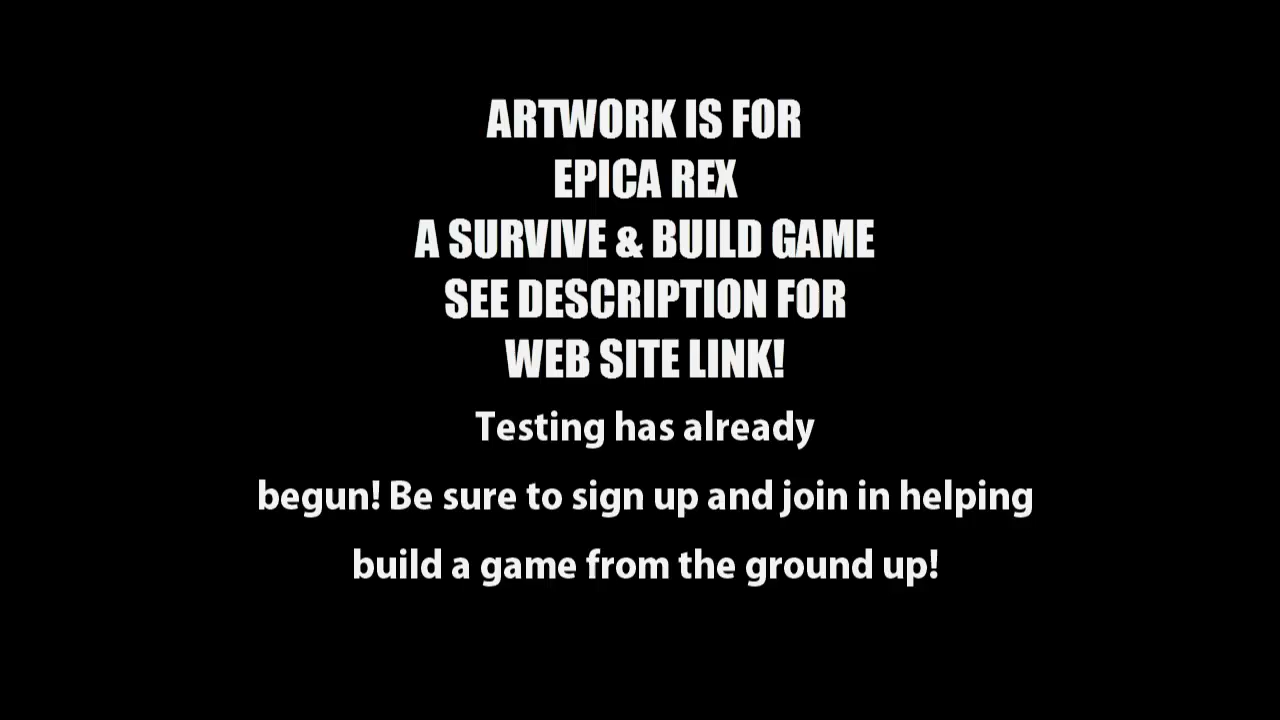 ARTWORK IS FOR
EPICA REX
A SURVIVE & BUILD GAME
SEE DESCRIPTION FOR
WEB SITE LINK!
Testing has already
begun! Be sure to sign up and join in helping
build a game from the ground up!